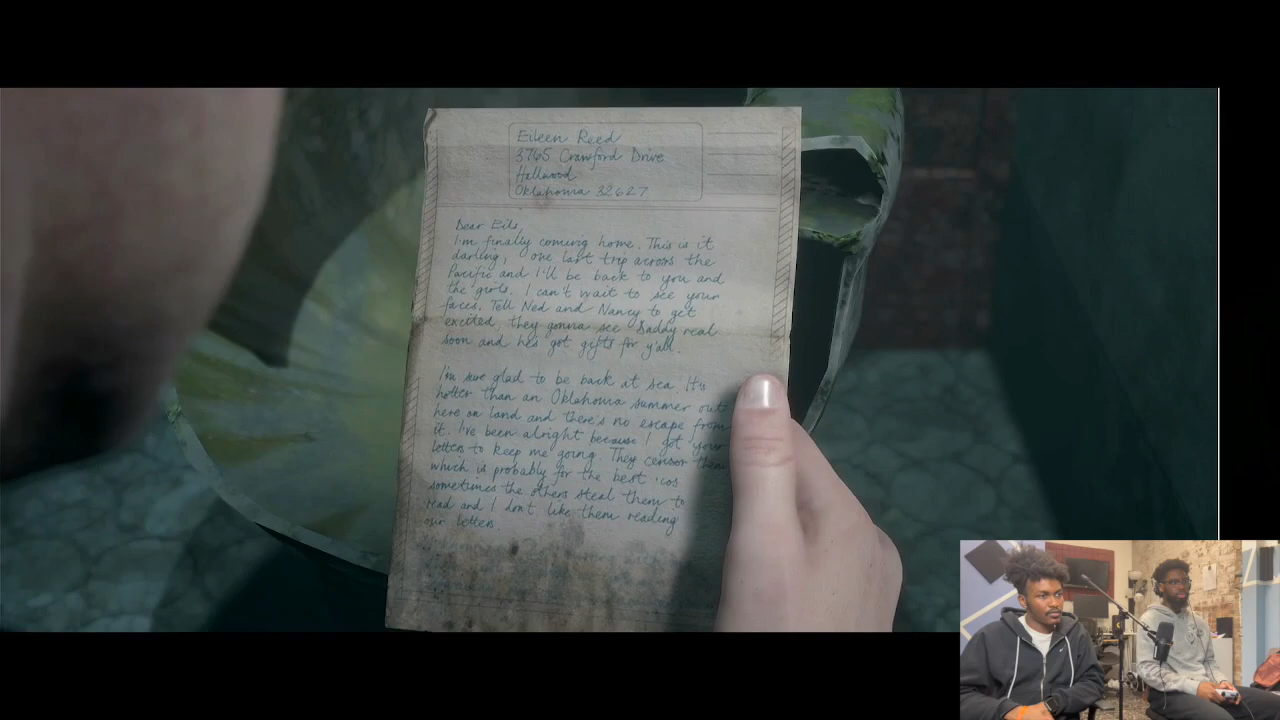 Eileen Reed
3765 Crawford Drive
Hallwood
Oklahoma 32627
Dear Eils,
I'm finally coming home. This is it
darling, one last trip across the
Pacific and I'll be back to you and
the girls. I can't wait to see your
faces. Tell Ned and Nancy to get
excited, they gonna see Daddy real
soon and he's got gifts for y'all.
I'm sure glad to be back at sea. It's
hotter than an Oklahoma summer out
here on land and there's no escape from
it. I've been alright because I got your
letters to keep me going. They censor them
which is probably for the best 'cos
sometimes the others steal them to
read and I don't like them reading
our letters.